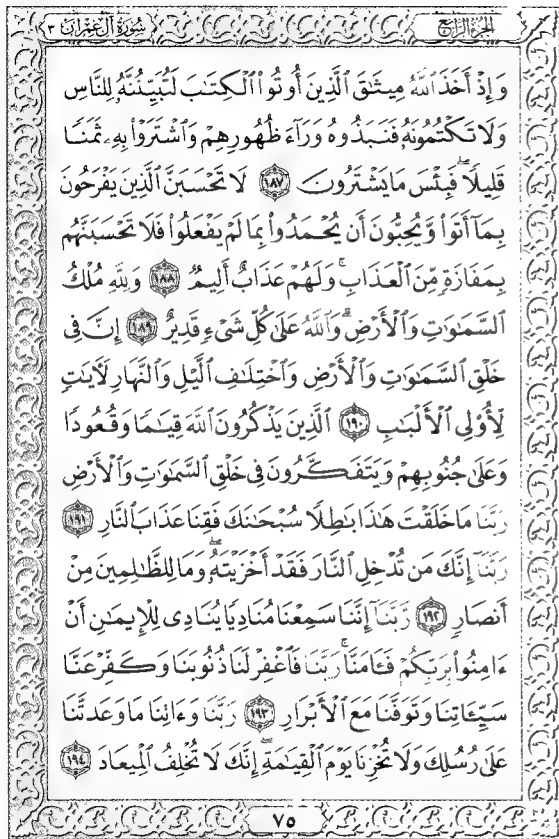 الجزء الرابع
سورة آل عمران ٣
وَإِذْ أَخَذَ ٱللَّهُ مِيثَٰقَ ٱلَّذِينَ أُوتُوا۟ ٱلْكِتَٰبَ لَتُبَيِّنُنَّهُۥ لِلنَّاسِ
وَلَا تَكْتُمُونَهُۥ فَنَبَذُوهُ وَرَآءَ ظُهُورِهِمْ وَٱشْتَرَوْا۟ بِهِۦ ثَمَنًا
قَلِيلًا ۖ فَبِئْسَ مَا يَشْتَرُونَ ١٨٧ لَا تَحْسَبَنَّ ٱلَّذِينَ يَفْرَحُونَ
بِمَآ أَتَوا۟ وَّيُحِبُّونَ أَن يُحْمَدُوا۟ بِمَا لَمْ يَفْعَلُوا۟ فَلَا تَحْسَبَنَّهُم
بِمَفَازَةٍ مِّنَ ٱلْعَذَابِ ۖ وَلَهُمْ عَذَابٌ أَلِيمٌ ١٨٨ وَلِلَّهِ مُلْكُ
ٱلسَّمَٰوَٰتِ وَٱلْأَرْضِ ۗ وَٱللَّهُ عَلَىٰ كُلِّ شَىْءٍ قَدِيرٌ ١٨٩ إِنَّ فِى
خَلْقِ ٱلسَّمَٰوَٰتِ وَٱلْأَرْضِ وَٱخْتِلَٰفِ ٱلَّيْلِ وَٱلنَّهَارِ لَءَايَٰتٍ
لِّأُو۟لِى ٱلْأَلْبَٰبِ ١٩٠ ٱلَّذِينَ يَذْكُرُونَ ٱللَّهَ قِيَٰمًا وَقُعُودًا
وَعَلَىٰ جُنُوبِهِمْ وَيَتَفَكَّرُونَ فِى خَلْقِ ٱلسَّمَٰوَٰتِ وَٱلْأَرْضِ
رَبَّنَا مَا خَلَقْتَ هَٰذَا بَٰطِلًا سُبْحَٰنَكَ فَقِنَا عَذَابَ ٱلنَّارِ ١٩١
رَبَّنَآ إِنَّكَ مَن تُدْخِلِ ٱلنَّارَ فَقَدْ أَخْزَيْتَهُۥ ۖ وَمَا لِلظَّٰلِمِينَ مِنْ
أَنصَارٍ ١٩٢ رَّبَّنَآ إِنَّنَا سَمِعْنَا مُنَادِيًا يُنَادِى لِلْإِيمَٰنِ أَنْ
ءَامِنُوا۟ بِرَبِّكُمْ فَـَٔامَنَّا ۚ رَبَّنَا فَٱغْفِرْ لَنَا ذُنُوبَنَا وَكَفِّرْ عَنَّا
سَيِّـَٔاتِنَا وَتَوَفَّنَا مَعَ ٱلْأَبْرَارِ ١٩٣ رَبَّنَا وَءَاتِنَا مَا وَعَدتَّنَا
عَلَىٰ رُسُلِكَ وَلَا تُخْزِنَا يَوْمَ ٱلْقِيَٰمَةِ ۗ إِنَّكَ لَا تُخْلِفُ ٱلْمِيعَادَ ١٩٤
٧٥